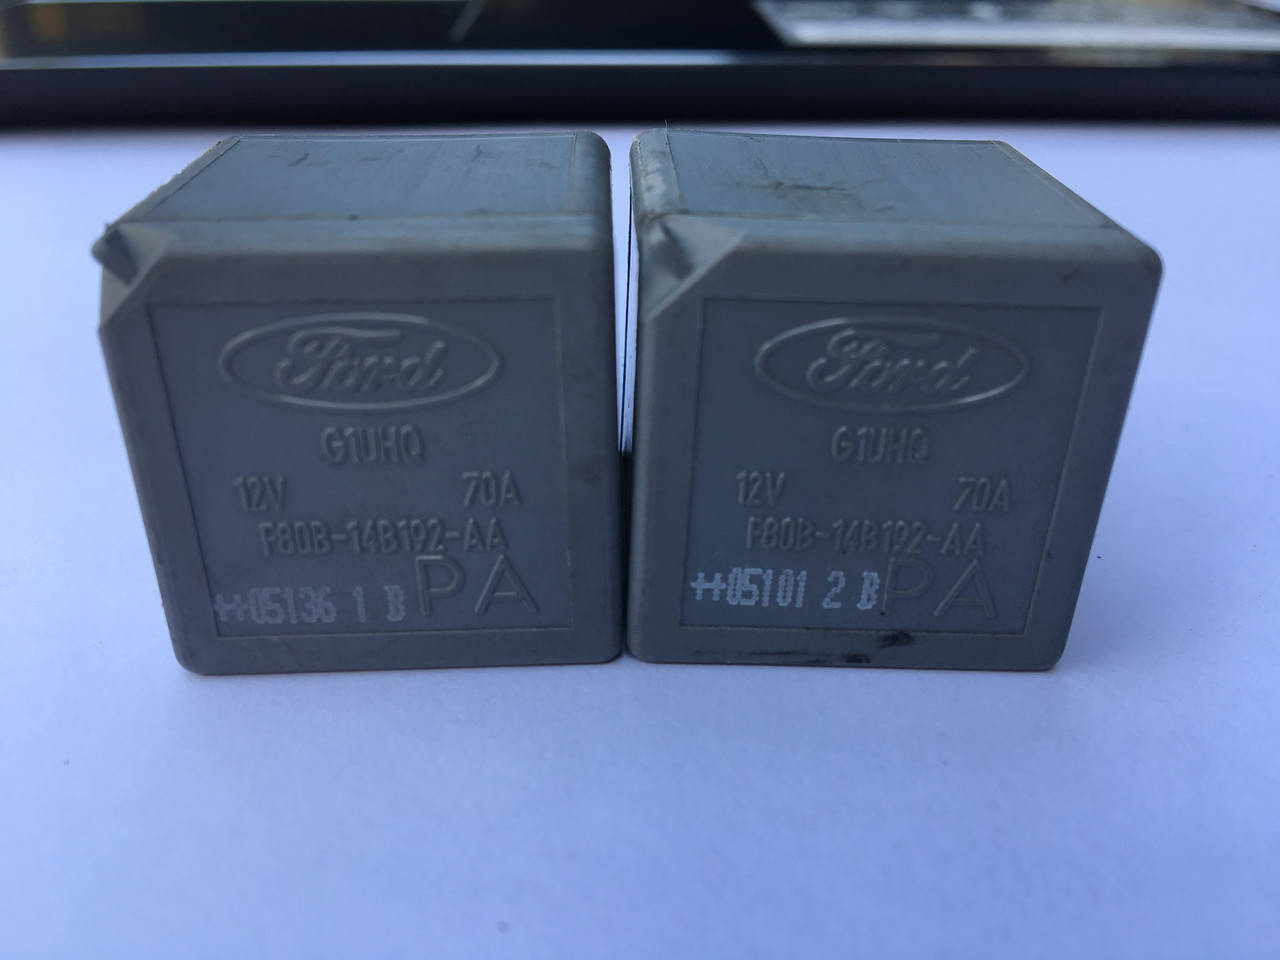 Ford
G1UHQ
12V 70A
F80B-14B192-AA
PA
05136 1 B
Ford
G1UHQ
12V 70A
F80B-14B192-AA
PA
05101 2 B